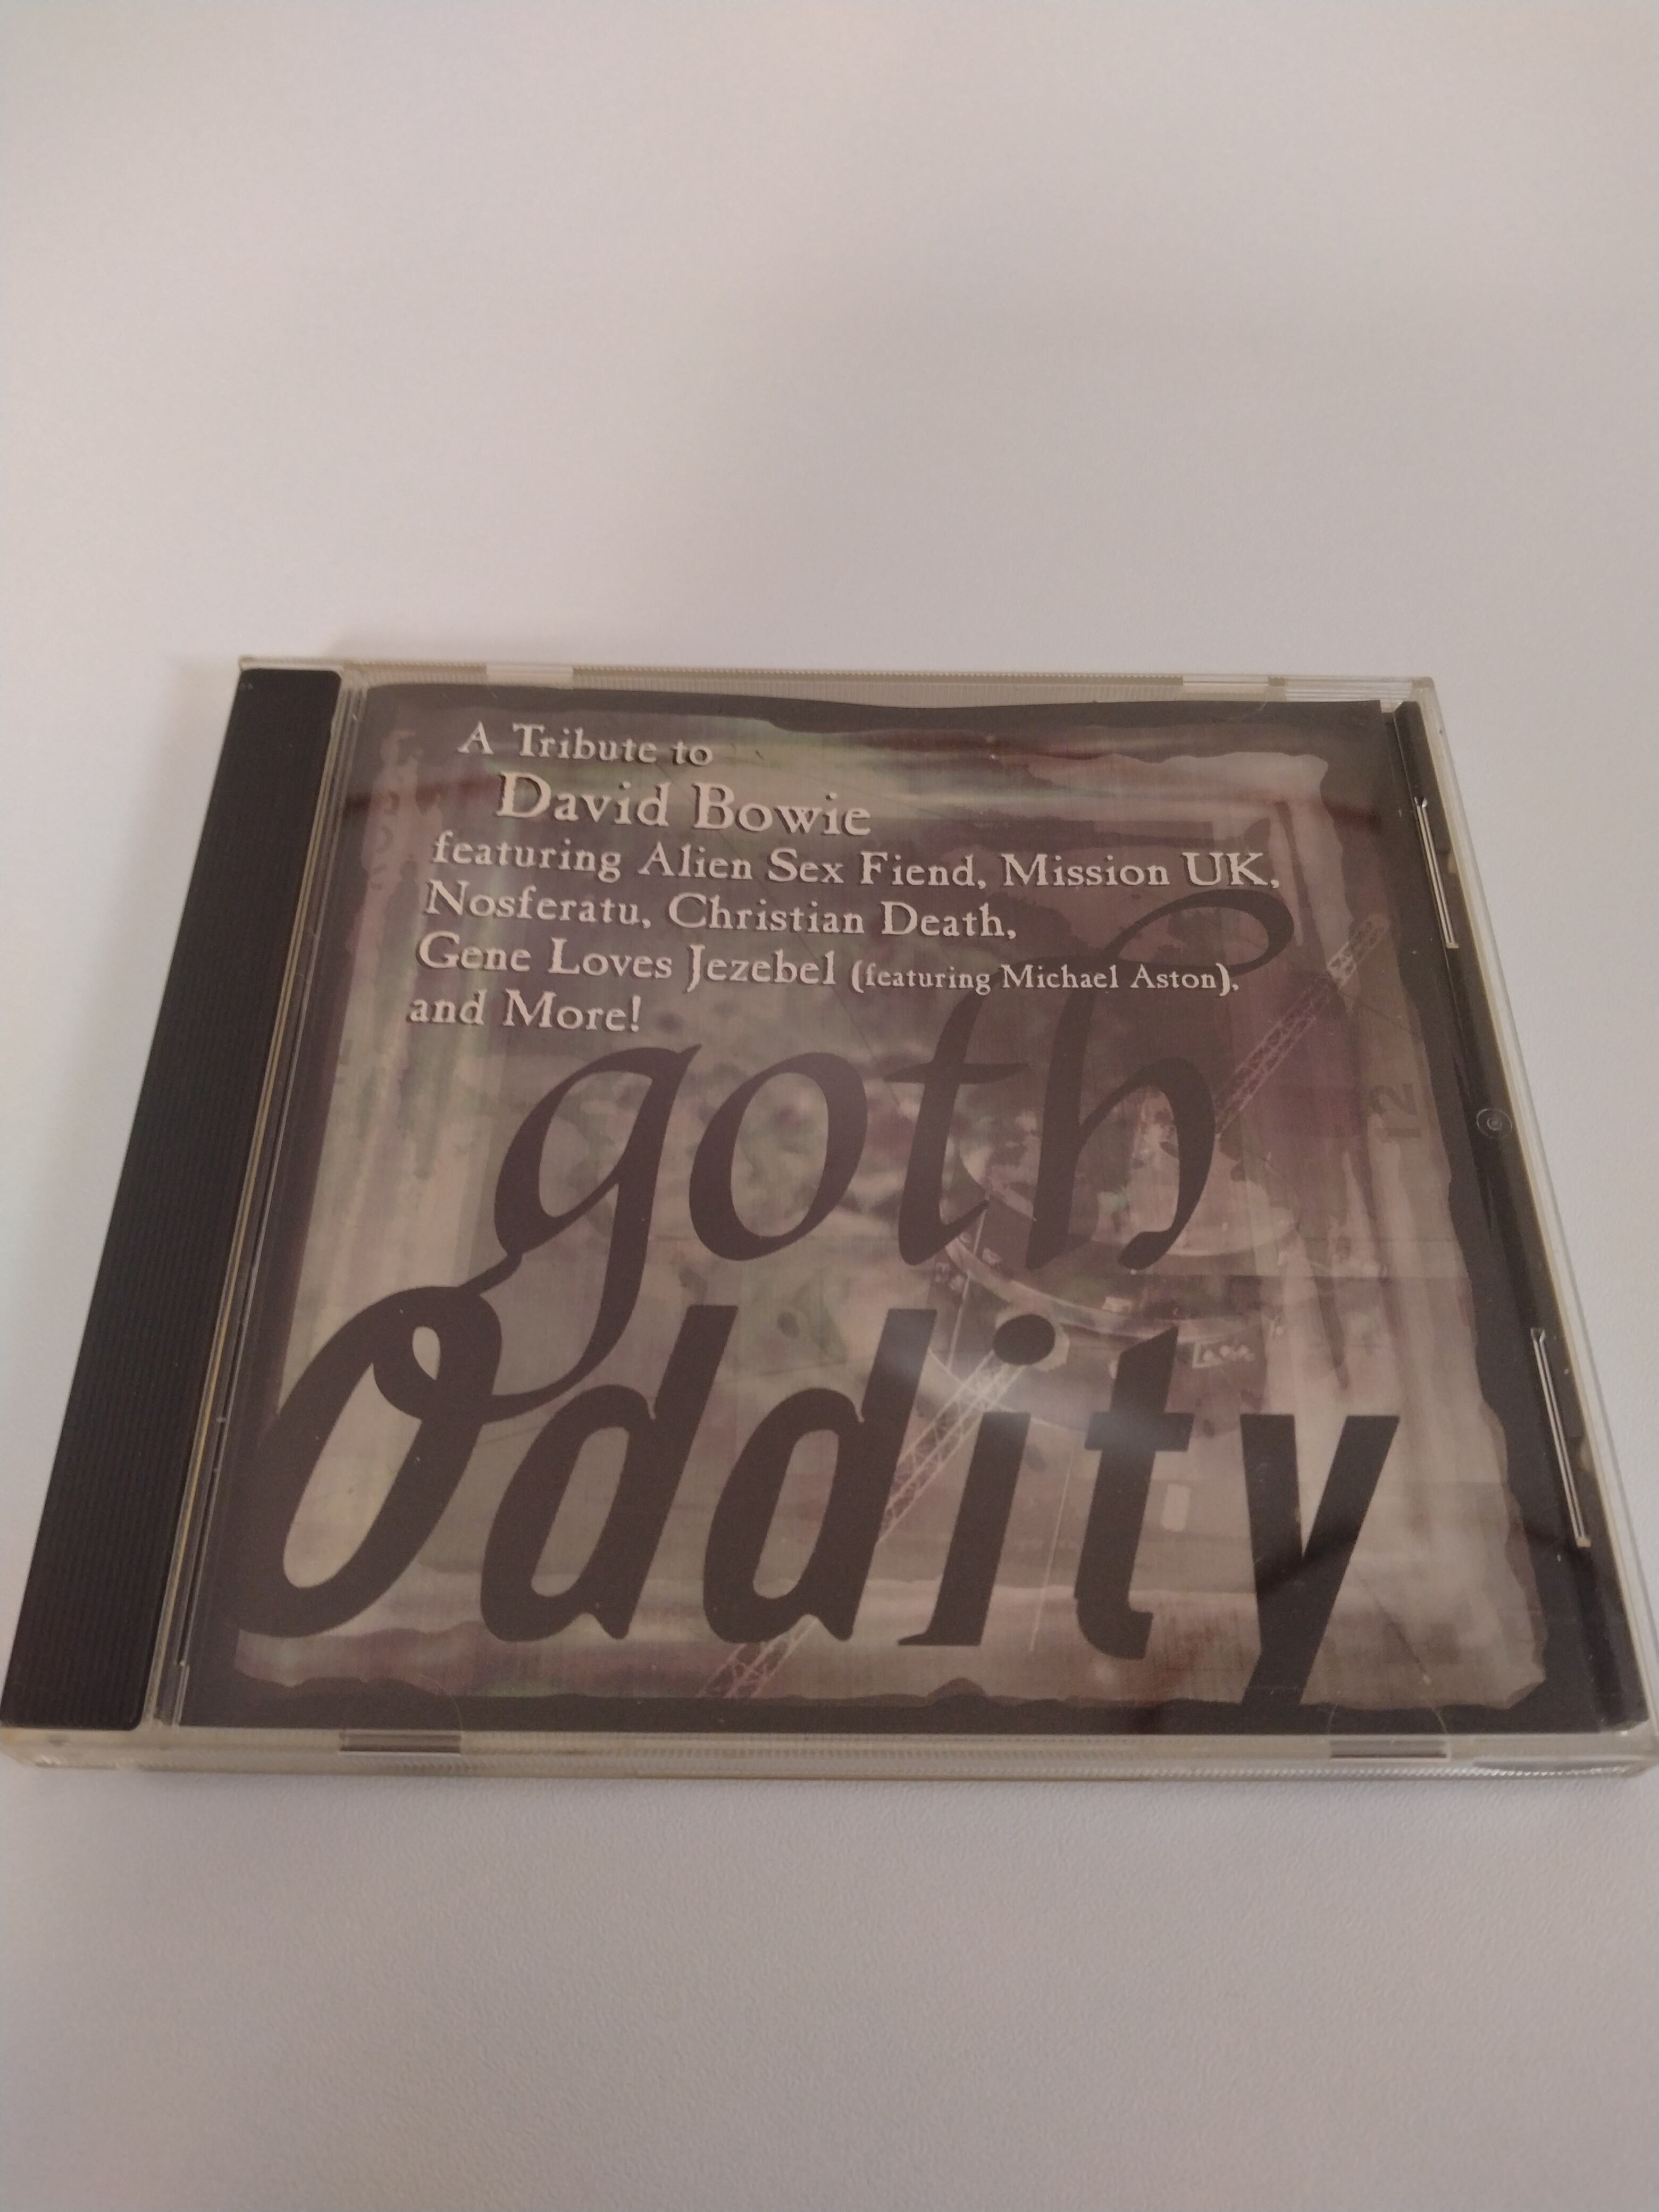 A Tribute to
David Bowie
featuring Alien Sex Fiend, Mission UK,
Nosferatu, Christian Death,
Gene Loves Jezebel (featuring Michael Aston),
and More!
goth
Oddity
12